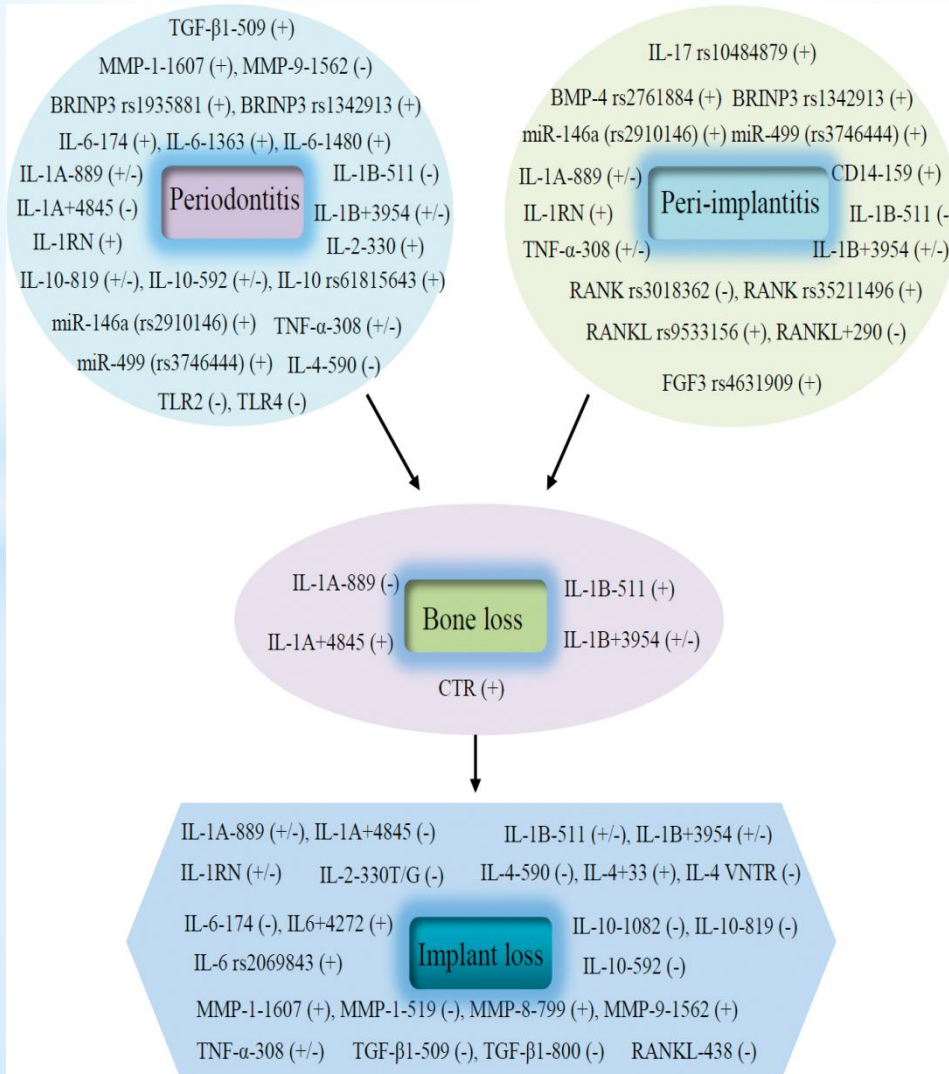 TGF-β1-509 (+)
MMP-1-1607 (+), MMP-9-1562 (-)
BRINP3 rs1935881 (+), BRINP3 rs1342913 (+)
IL-6-174 (+), IL-6-1363 (+), IL-6-1480 (+)
IL-1A-889 (+/-)
IL-1A+4845 (-)
IL-1RN (+)
Periodontitis
IL-1B-511 (-)
IL-1B+3954 (+/-)
IL-2-330 (+)
IL-10-819 (+/-), IL-10-592 (+/-), IL-10 rs61815643 (+)
miR-146a (rs2910146) (+) TNF-α-308 (+/-)
miR-499 (rs3746444) (+) IL-4-590 (-)
TLR2 (-), TLR4 (-)
IL-17 rs10484879 (+)
BMP-4 rs2761884 (+) BRINP3 rs1342913 (+)
miR-146a (rs2910146) (+) miR-499 (rs3746444) (+)
IL-1A-889 (+/-)
IL-1RN (+)
TNF-α-308 (+/-)
Peri-implantitis
CD14-159 (+)
IL-1B-511 (-
IL-1B+3954 (+/-)
RANK rs3018362 (-), RANK rs35211496 (+)
RANKL rs9533156 (+), RANKL+290 (-)
FGF3 rs4631909 (+)
IL-1A-889 (-)
IL-1A+4845 (+)
Bone loss
IL-1B-511 (+)
IL-1B+3954 (+/-)
CTR (+)
IL-1A-889 (+/-), IL-1A+4845 (-) IL-1B-511 (+/-), IL-1B+3954 (+/-)
IL-1RN (+/-) IL-2-330T/G (-) IL-4-590 (-), IL-4+33 (+), IL-4 VNTR (-)
IL-6-174 (-), IL6+4272 (+)
IL-6 rs2069843 (+)
Implant loss
IL-10-1082 (-), IL-10-819 (-)
IL-10-592 (-)
MMP-1-1607 (+), MMP-1-519 (-), MMP-8-799 (+), MMP-9-1562 (+)
TNF-α-308 (+/-) TGF-β1-509 (-), TGF-β1-800 (-) RANKL-438 (-)